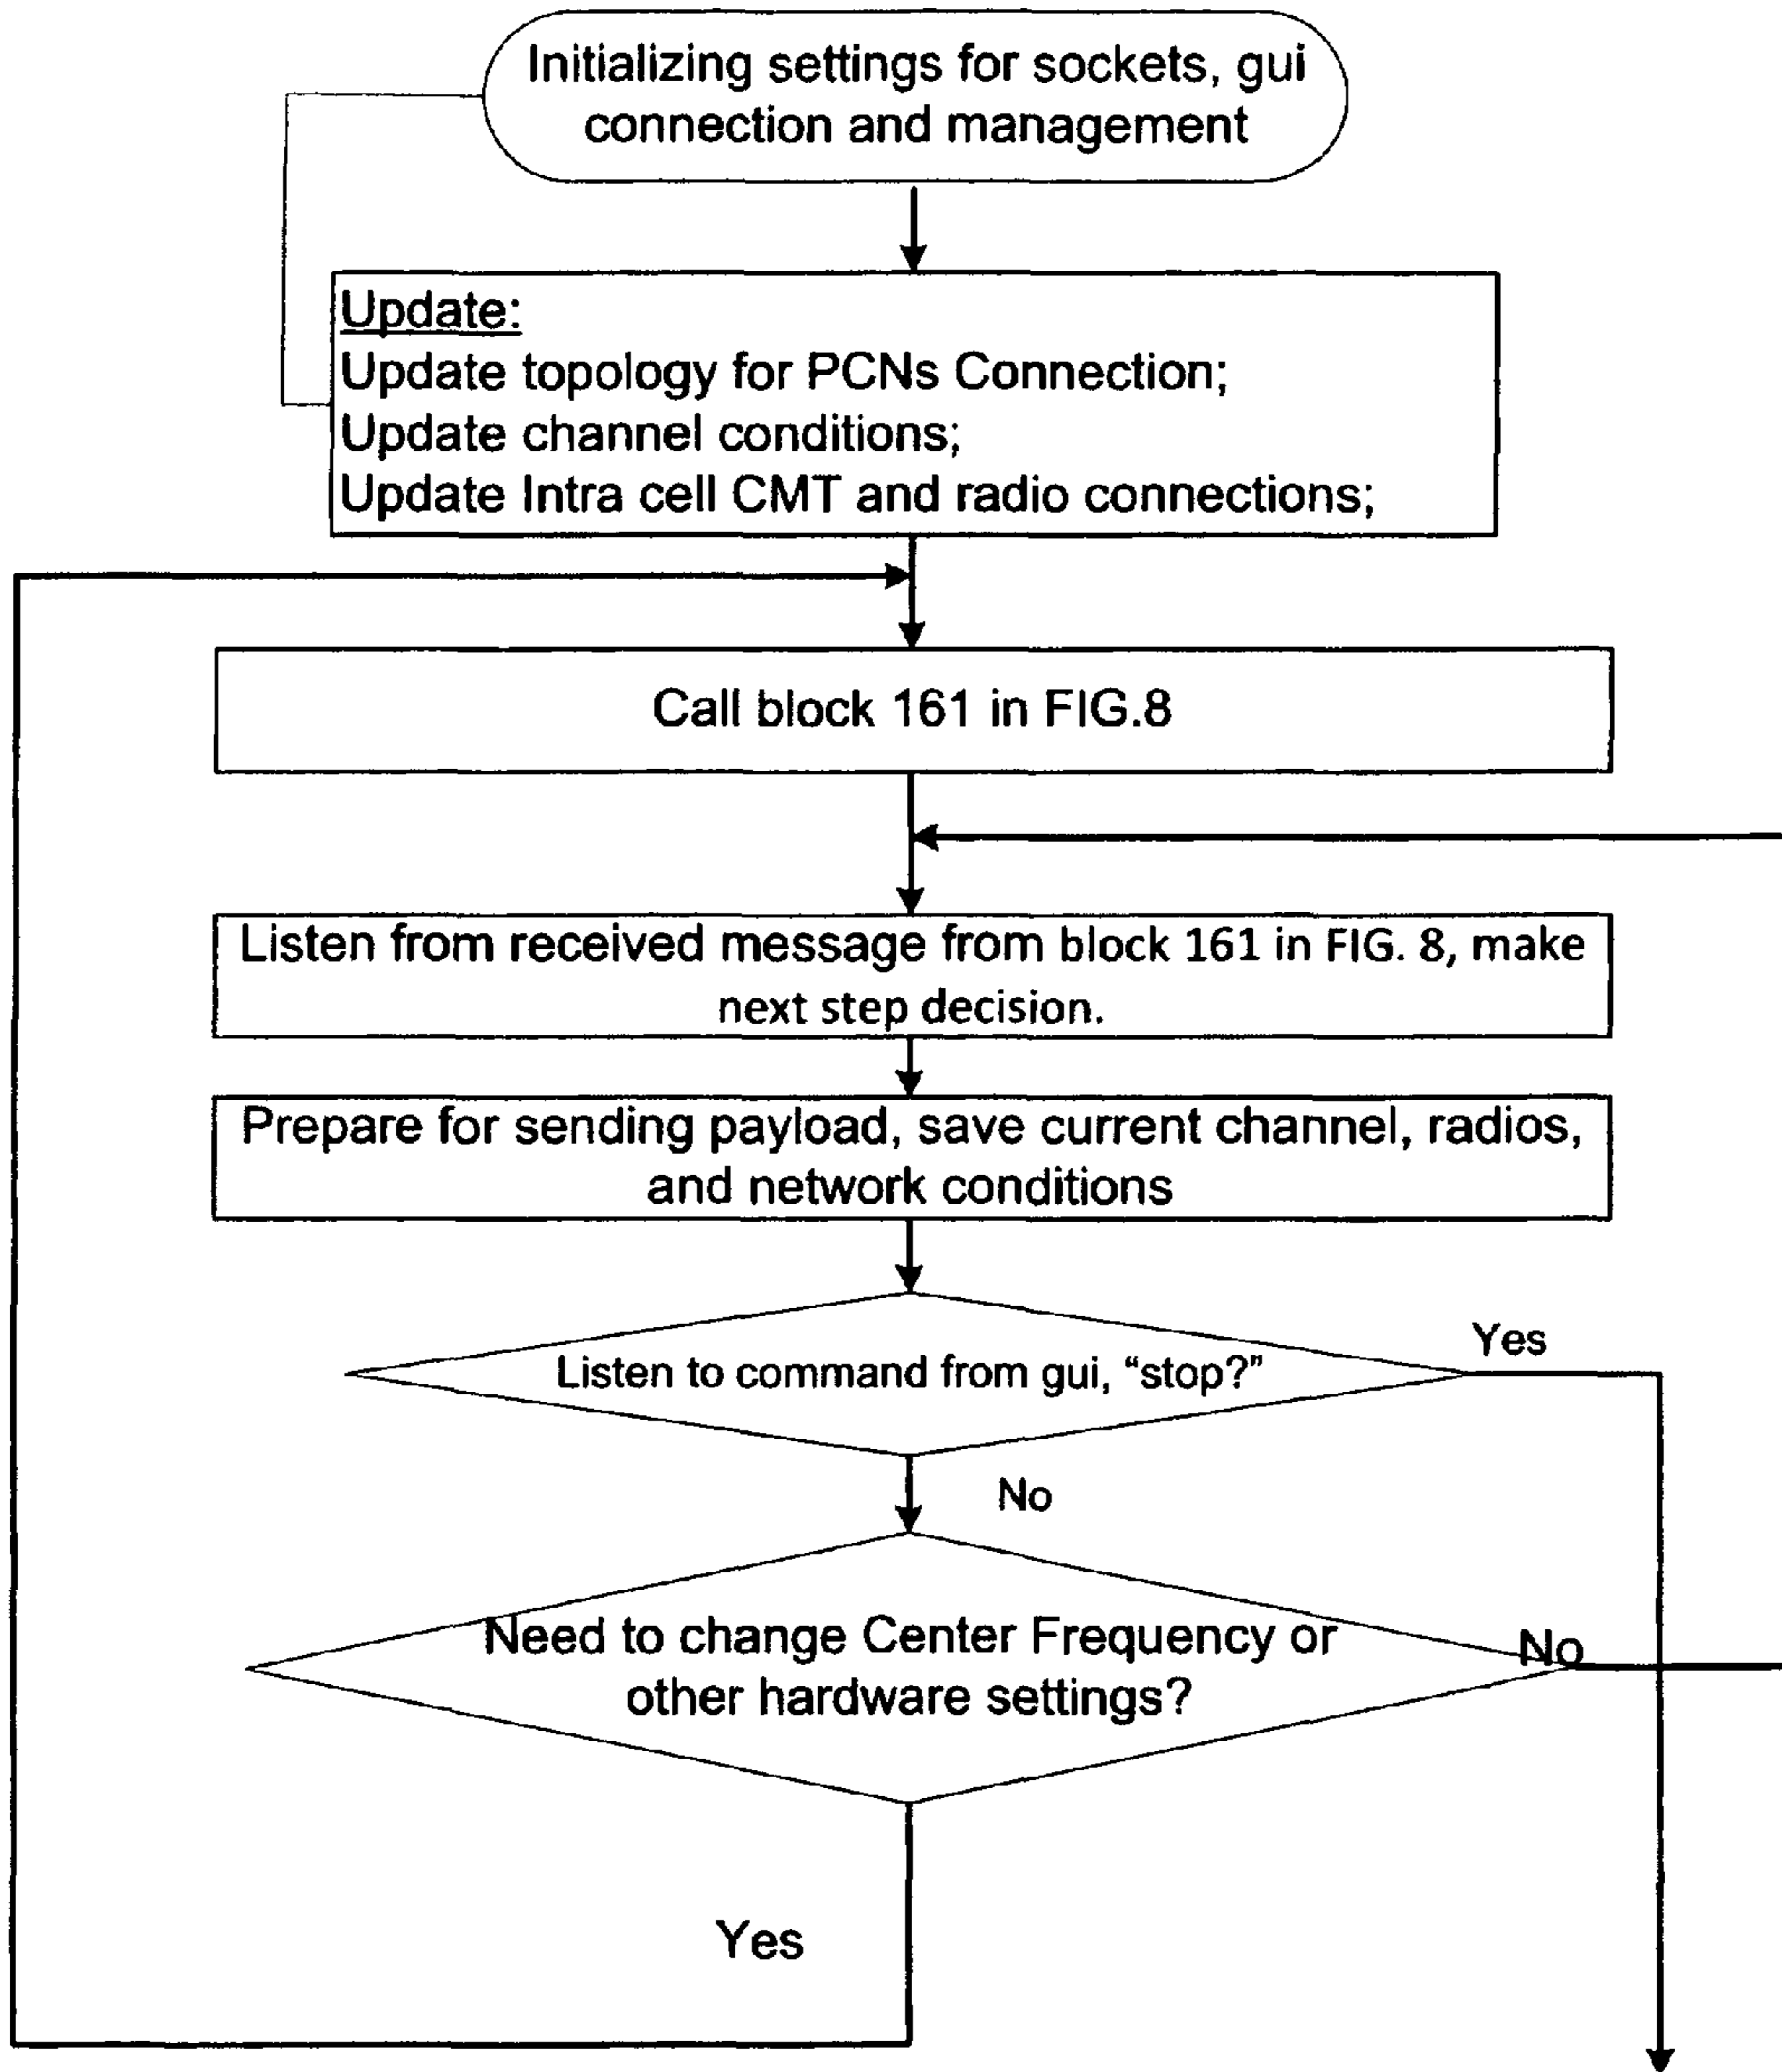 Initializing settings for sockets, gui
connection and management
Update:
Update topology for PCNs Connection;
Update channel conditions;
Update Intra cell CMT and radio connections;
Call block 161 in FIG.8
Listen from received message from block 161 in FIG. 8, make
next step decision.
Prepare for sending payload, save current channel, radios,
and network conditions
Listen to command from gui, “stop?”
Yes
No
Need to change Center Frequency or
other hardware settings?
No
Yes